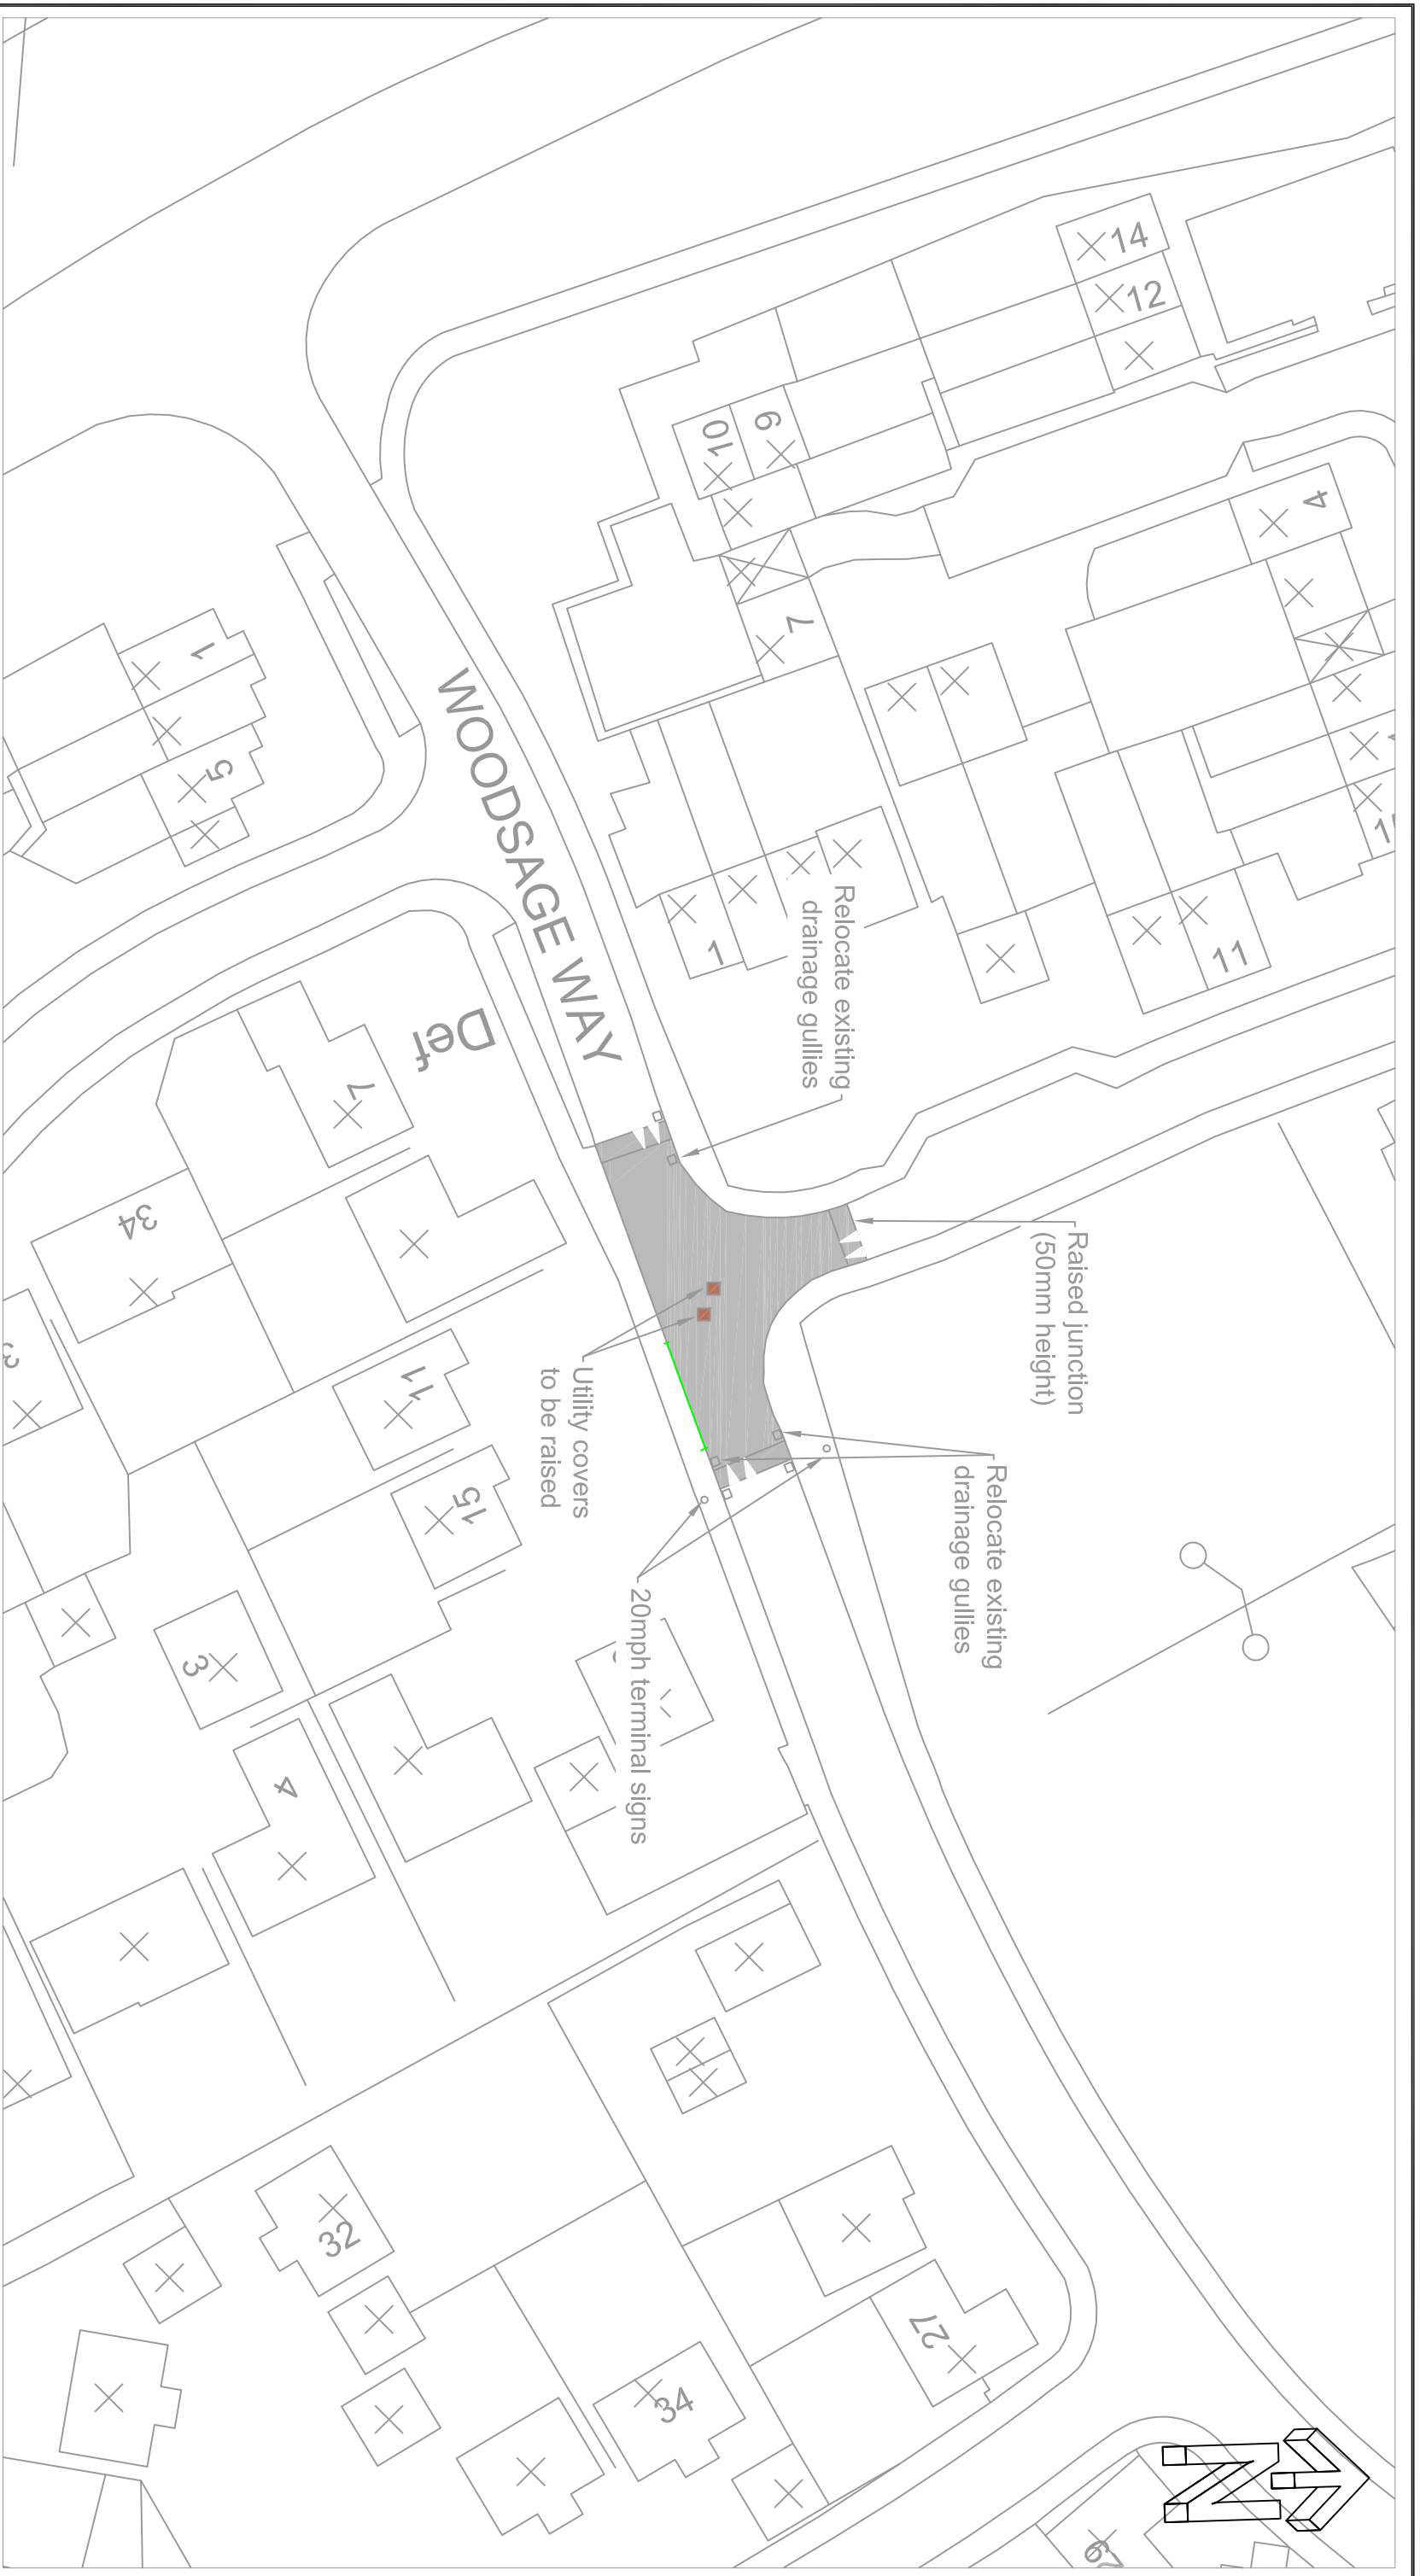 WOODSAGE WAY
Def
Relocate existing
drainage gullies
Raised junction
(50mm height)
Utility covers
to be raised
Relocate existing
drainage gullies
20mph terminal signs
14
12
10
9
7
4
1
11
1
5
7
34
11
15
3
4
32
27
34
29
N